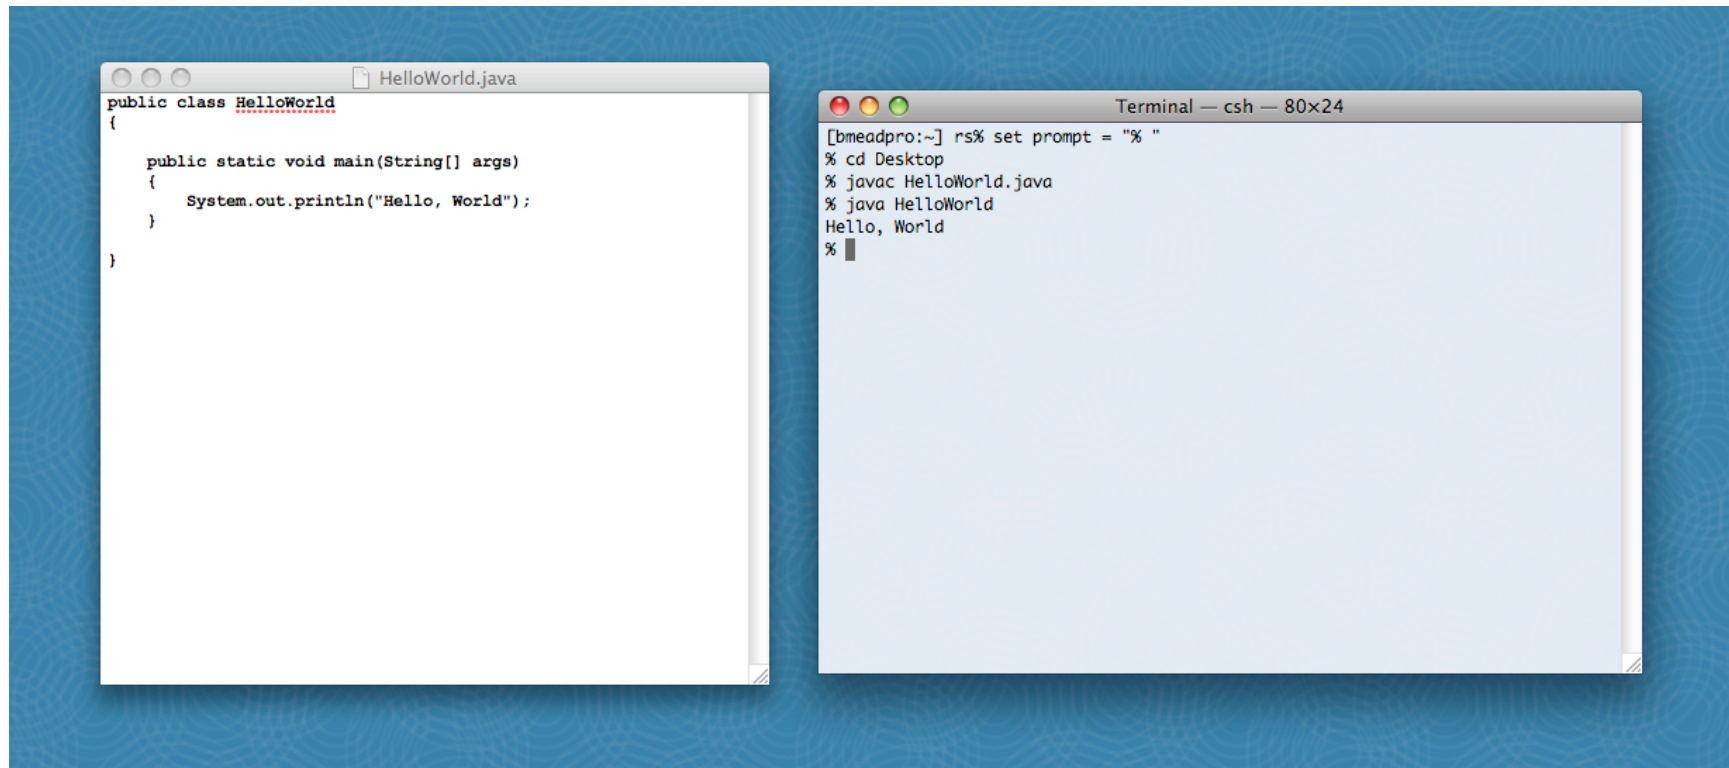 HelloWorld.java
public class HelloWorld
{
    public static void main(String[] args)
    {
        System.out.println("Hello, World");
    }
}
Terminal — csh — 80×24
[bmeadpro:~] rs% set prompt = "% "
% cd Desktop
% javac HelloWorld.java
% java HelloWorld
Hello, World
%